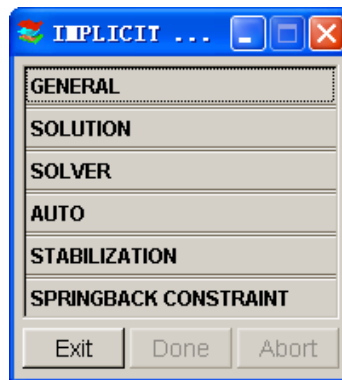 IMPLICIT ...
GENERAL
SOLUTION
SOLVER
AUTO
STABILIZATION
SPRINGBACK CONSTRAINT
Exit Done Abort